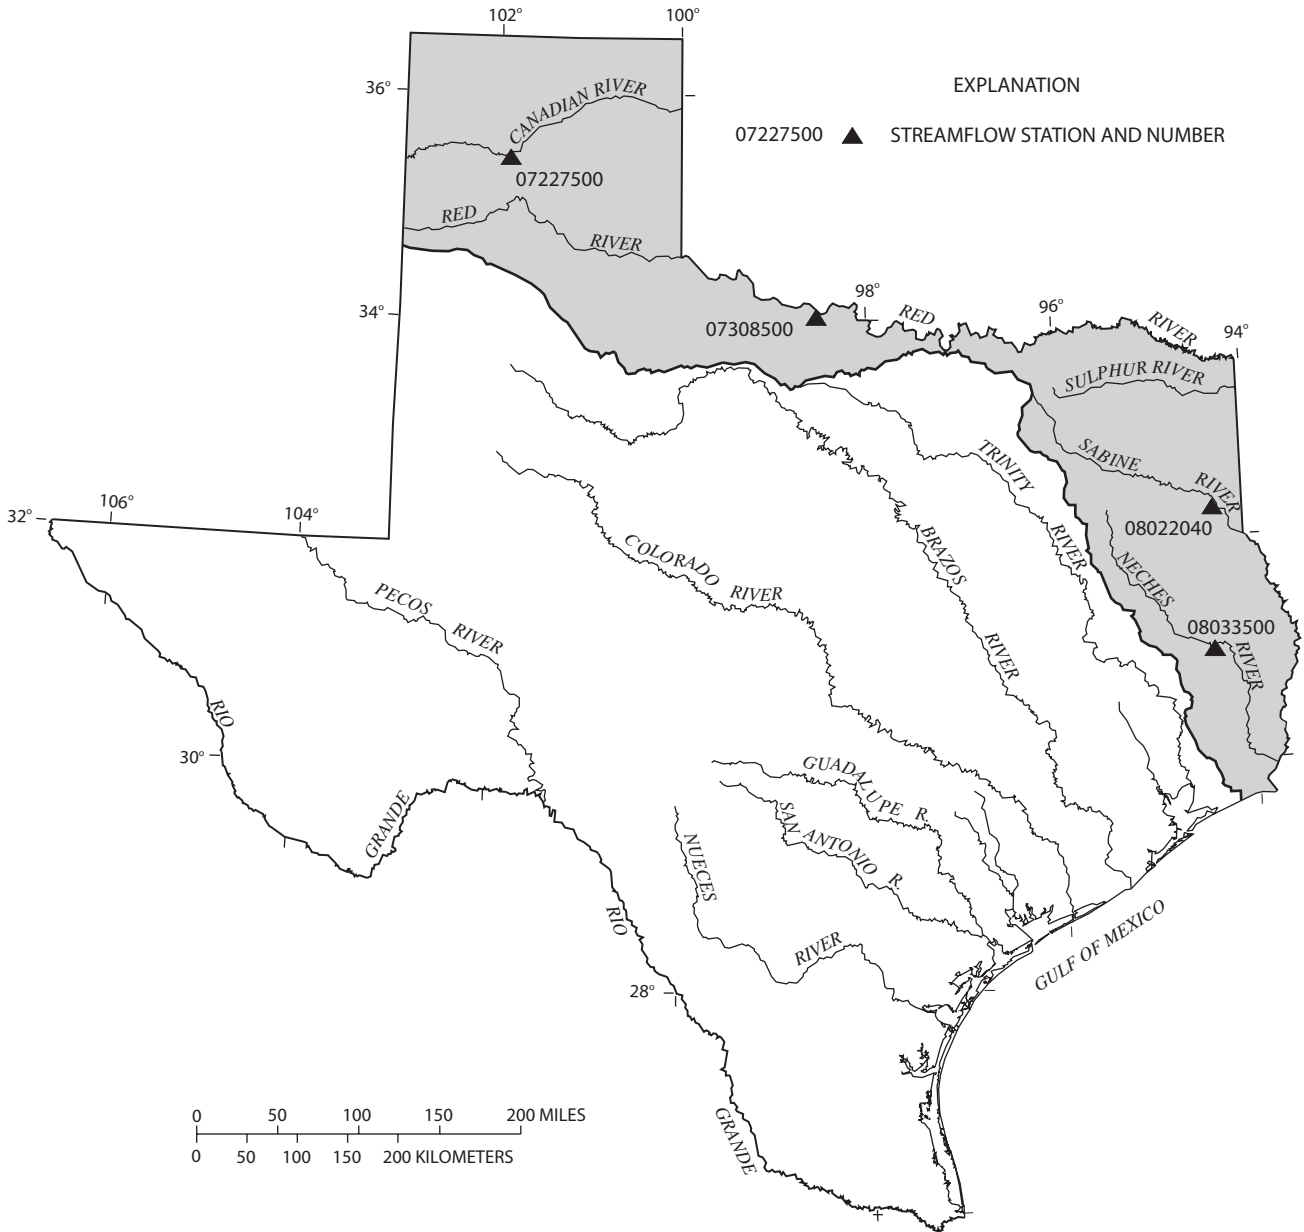 102°
100°
36°
CANADIAN RIVER
EXPLANATION
07227500 ▲ STREAMFLOW STATION AND NUMBER
07227500
RED
RIVER
34°
98°
RED
96°
RIVER
94°
07308500
SULPHUR RIVER
TRINITY
RIVER
SABINE
RIVER
32°
106°
104°
08022040
COLORADO
RIVER
BRAZOS
RIVER
NECHES
RIVER
PECOS
RIVER
08033500
RIO
GRANDE
30°
GUADALUPE R.
SAN ANTONIO R.
NUECES
RIVER
RIO
GRANDE
GULF OF MEXICO
28°
0 50 100 150 200 MILES
0 50 100 150 200 KILOMETERS